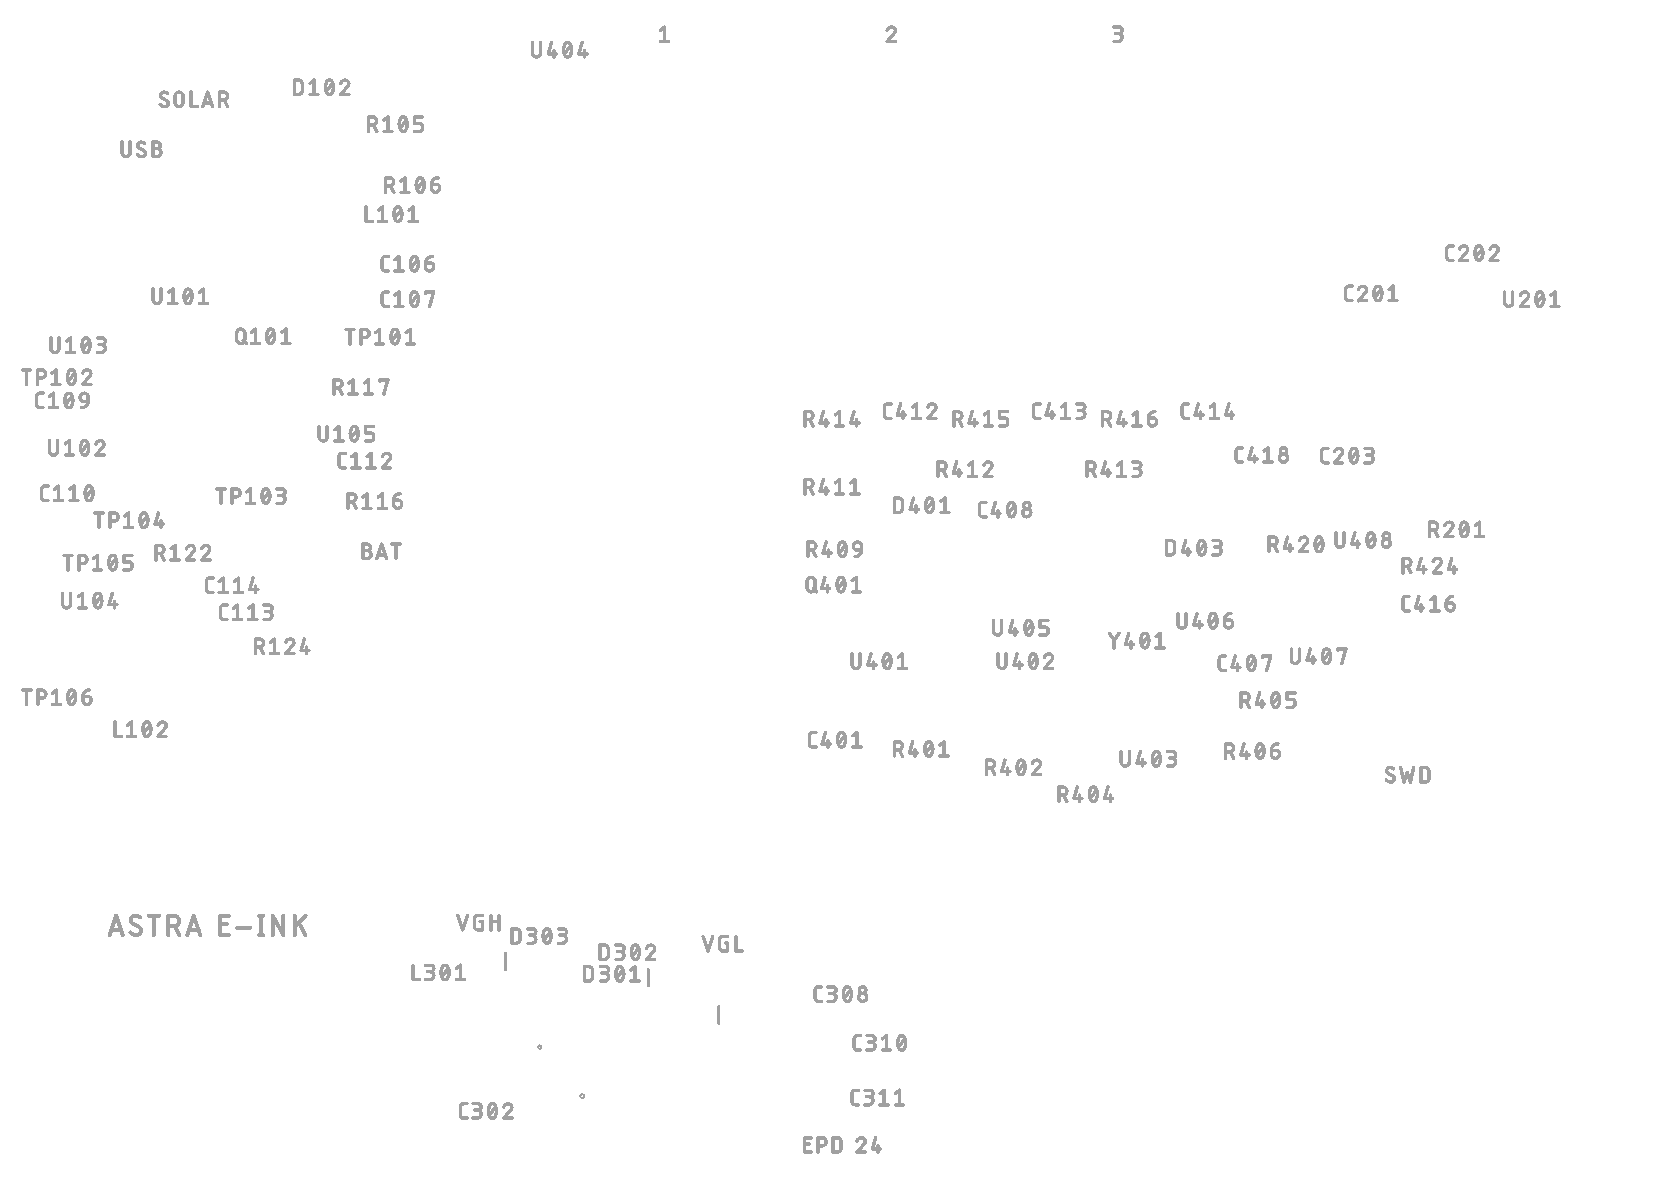 1
2
3
U404
D102
SOLAR
R105
USB
R106
L101
C202
C106
C201
U101
C107
U201
Q101
TP101
U103
TP102
R117
C109
C412
C413
C414
R414
R415
R416
U105
U102
C418
C203
C112
R412
R413
R411
C110
TP103
R116
D401
C408
TP104
R201
U408
R420
D403
R409
BAT
R122
TP105
R424
C114
Q401
U104
C416
C113
U406
U405
Y401
R124
U407
U401
U402
C407
TP106
R405
L102
C401
R401
R406
U403
R402
SWD
R404
ASTRA E-INK
VGH
D303
VGL
D302
L301
D301
C308
C310
C311
C302
EPD 24